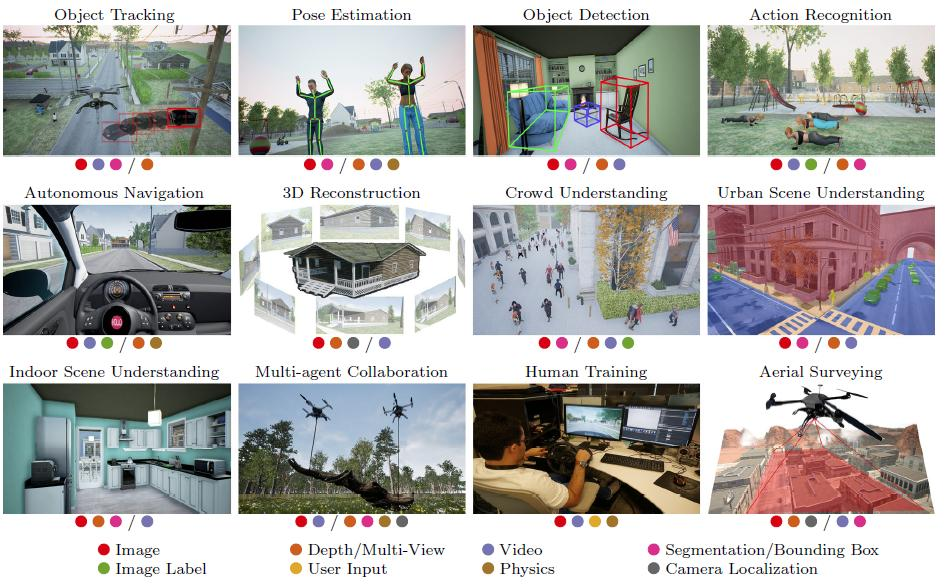 Object Tracking
Pose Estimation
Object Detection
Action Recognition
/
/
/
/
Autonomous Navigation
3D Reconstruction
Crowd Understanding
Urban Scene Understanding
/
/
/
/
Indoor Scene Understanding
Multi-agent Collaboration
Human Training
Aerial Surveying
/
/
/
Image
Depth/Multi-View
Video
Segmentation/Bounding Box
Image Label
User Input
Physics
Camera Localization